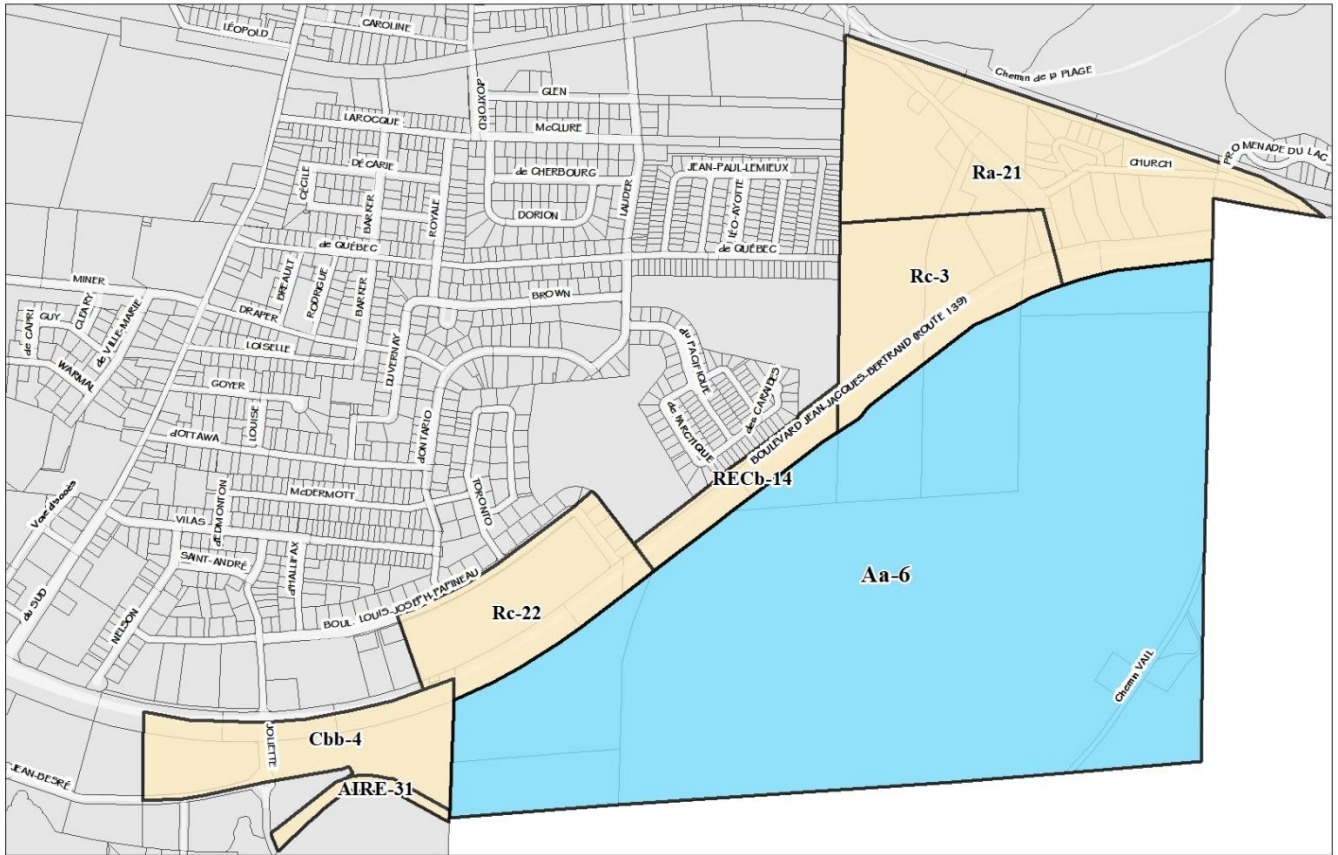 LÉOPOLD
CAROLINE
Chemin de la PLAGE
d'OXFORD
GLEN
LAROCQUE
McCLURE
PROMENADE DU LAC
CHURCH
DÉCARIE
JEAN-PAUL-LEMIEUX
Ra-21
CÉCILE
de CHERBOURG
LAUDER
LÉO-AYOTTE
BARKER
ROYALE
DORION
de QUÉBEC
de QUÉBEC
Rc-3
MINER
DREAULT
RODRIGUE
BARKER
BROWN
CLEARY
GUY
de CAPRI
de VILLE-MARIE
DRAPER
BOULEVARD JEAN-JACQUES-BERTRAND (ROUTE 139)
LOISELLE
DUVERNAY
du PACIFIQUE
WARMAL
GOYER
LOUISE
des CARAÏBES
d'OTTAWA
d'ONTARIO
de l'ARCTIQUE
RECb-14
TORONTO
McDERMOTT
d'EDMONTON
VILAS
SAINT-ANDRÉ
d'HALLIFAX
Aa-6
du SUD
NELSON
BOUL. LOUIS-JOSEPH-PAPINEAU
Rc-22
Chemin VAIL
JOLIETTE
Cbb-4
JEAN-BESRÉ
AIRE-31